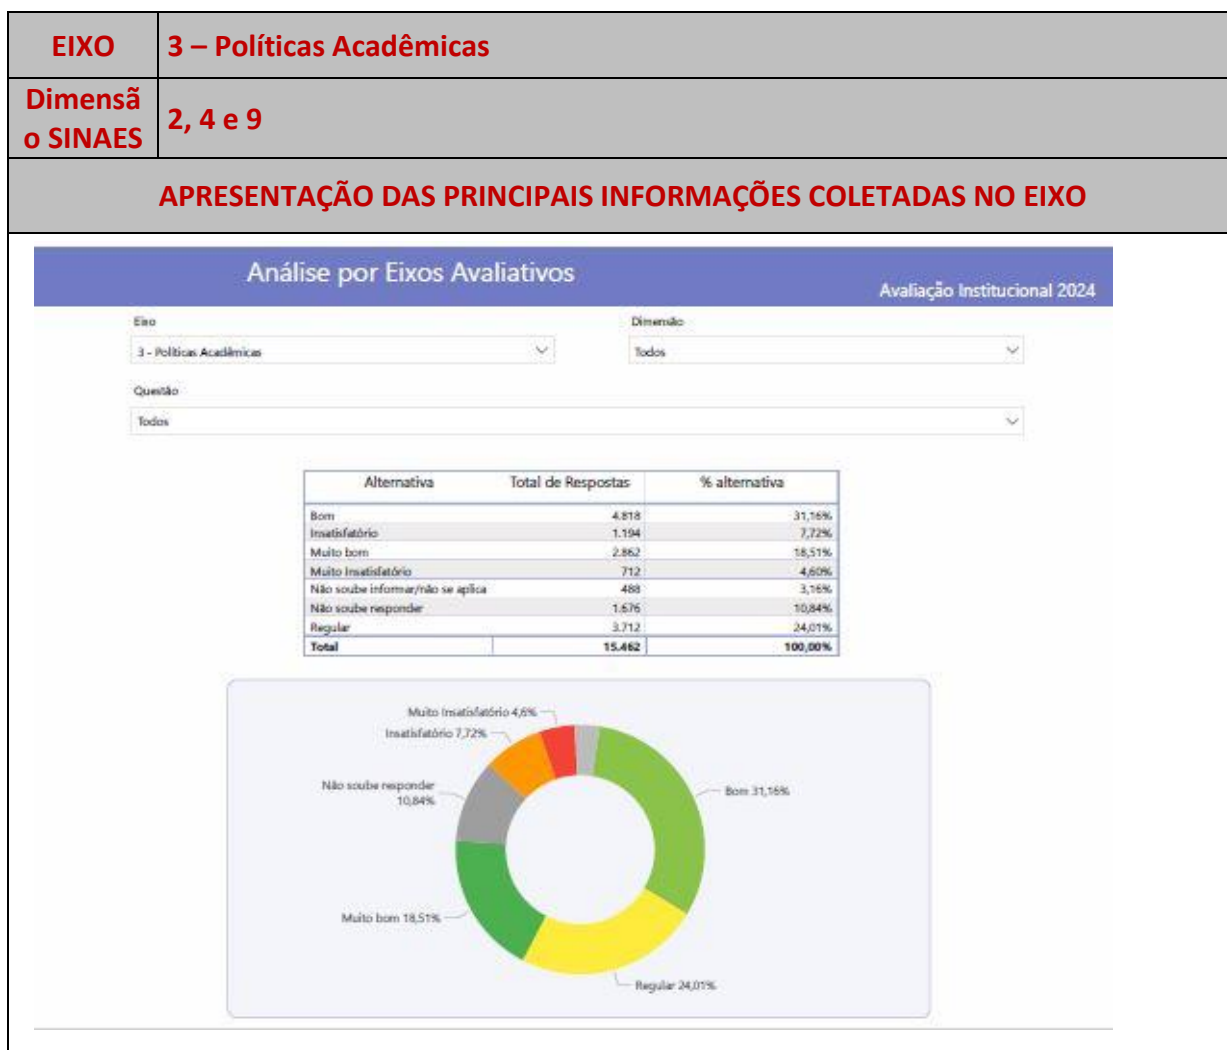 EIXO
3 – Políticas Acadêmicas
Dimensã
o SINAES
2, 4 e 9
APRESENTAÇÃO DAS PRINCIPAIS INFORMAÇÕES COLETADAS NO EIXO
Análise por Eixos Avaliativos
Avaliação Institucional 2024
Eixo
Dimensão
3 - Políticas Acadêmicas
Todos
Questão
Todos
Alternativa Total de Respostas % alternativa
Bom 4.818 31,16%
Insatisfatório 1.194 7,72%
Muito bom 2.862 18,51%
Muito Insatisfatório 712 4,60%
Não soube informar/não se aplica 488 3,16%
Não soube responder 1.676 10,84%
Regular 3.712 24,01%
Total 15.462 100,00%
Muito Insatisfatório 4,6%
Insatisfatório 7,72%
Não soube responder
10,84%
Bom 31,16%
Muito bom 18,51%
Regular 24,01%